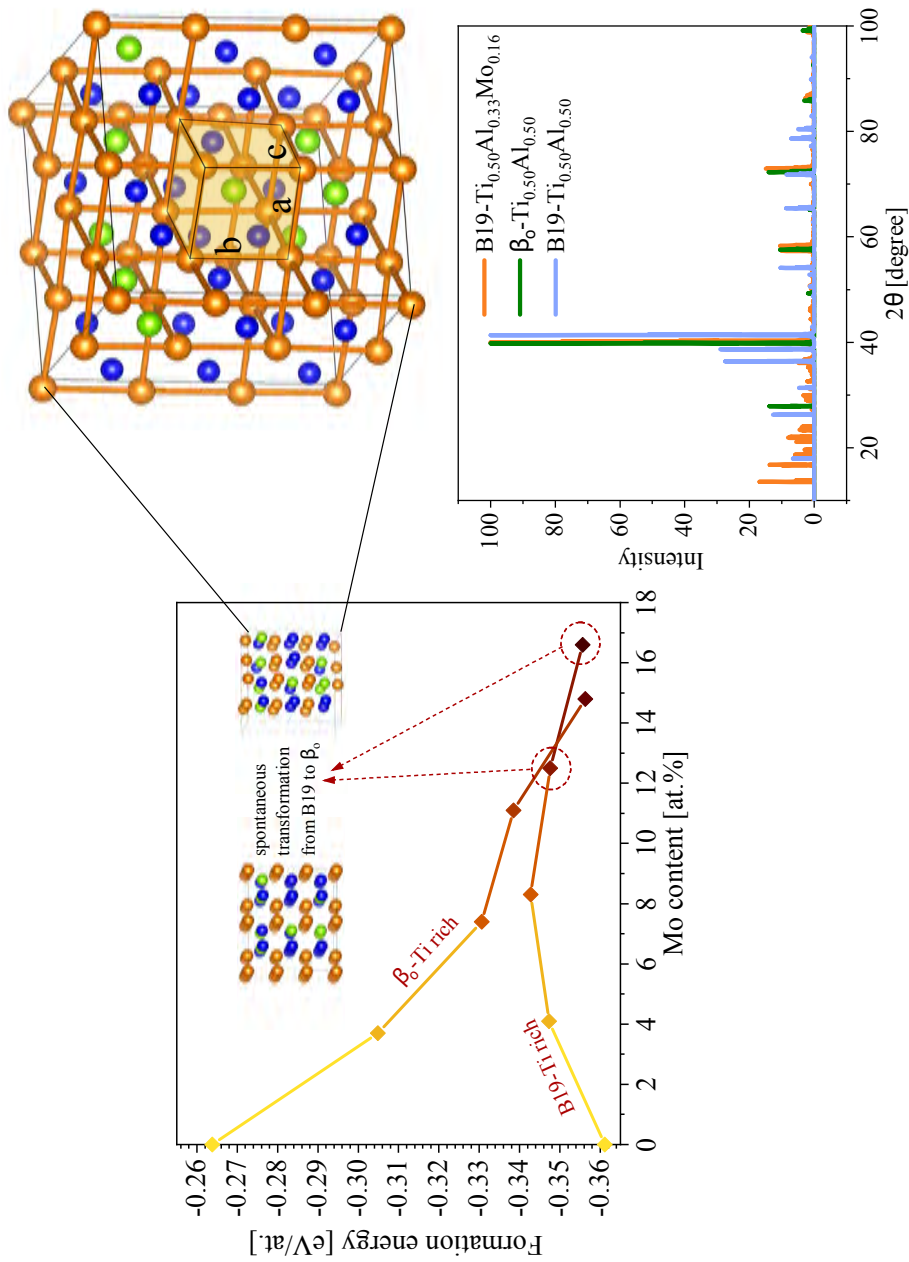 Formation energy [eV/at.]
-0.26
-0.27
-0.28
-0.29
-0.30
-0.31
-0.32
-0.33
-0.34
-0.35
-0.36
0 2 4 6 8 10 12 14 16 18
Mo content [at.%]
spontaneous
transformation
from B19 to βₒ
βₒ-Ti rich
B19-Ti rich
a
b
c
Intensity
100
80
60
40
20
0
20 40 60 80 100
2θ [degree]
B19-Ti₀.₅₀Al₀.₃₃Mo₀.₁₆
βₒ-Ti₀.₅₀Al₀.₅₀
B19-Ti₀.₅₀Al₀.₅₀